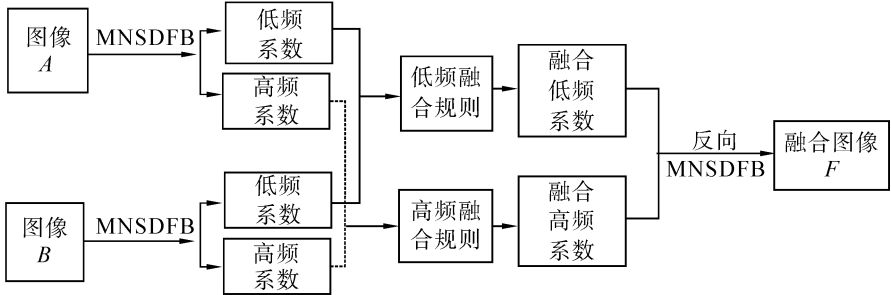 图像
A
MNSDFB
低频
系数
高频
系数
图像
B
MNSDFB
低频
系数
高频
系数
低频融
合规则
高频融
合规则
融合
低频
系数
融合
高频
系数
反向
MNSDFB
融合图像
F